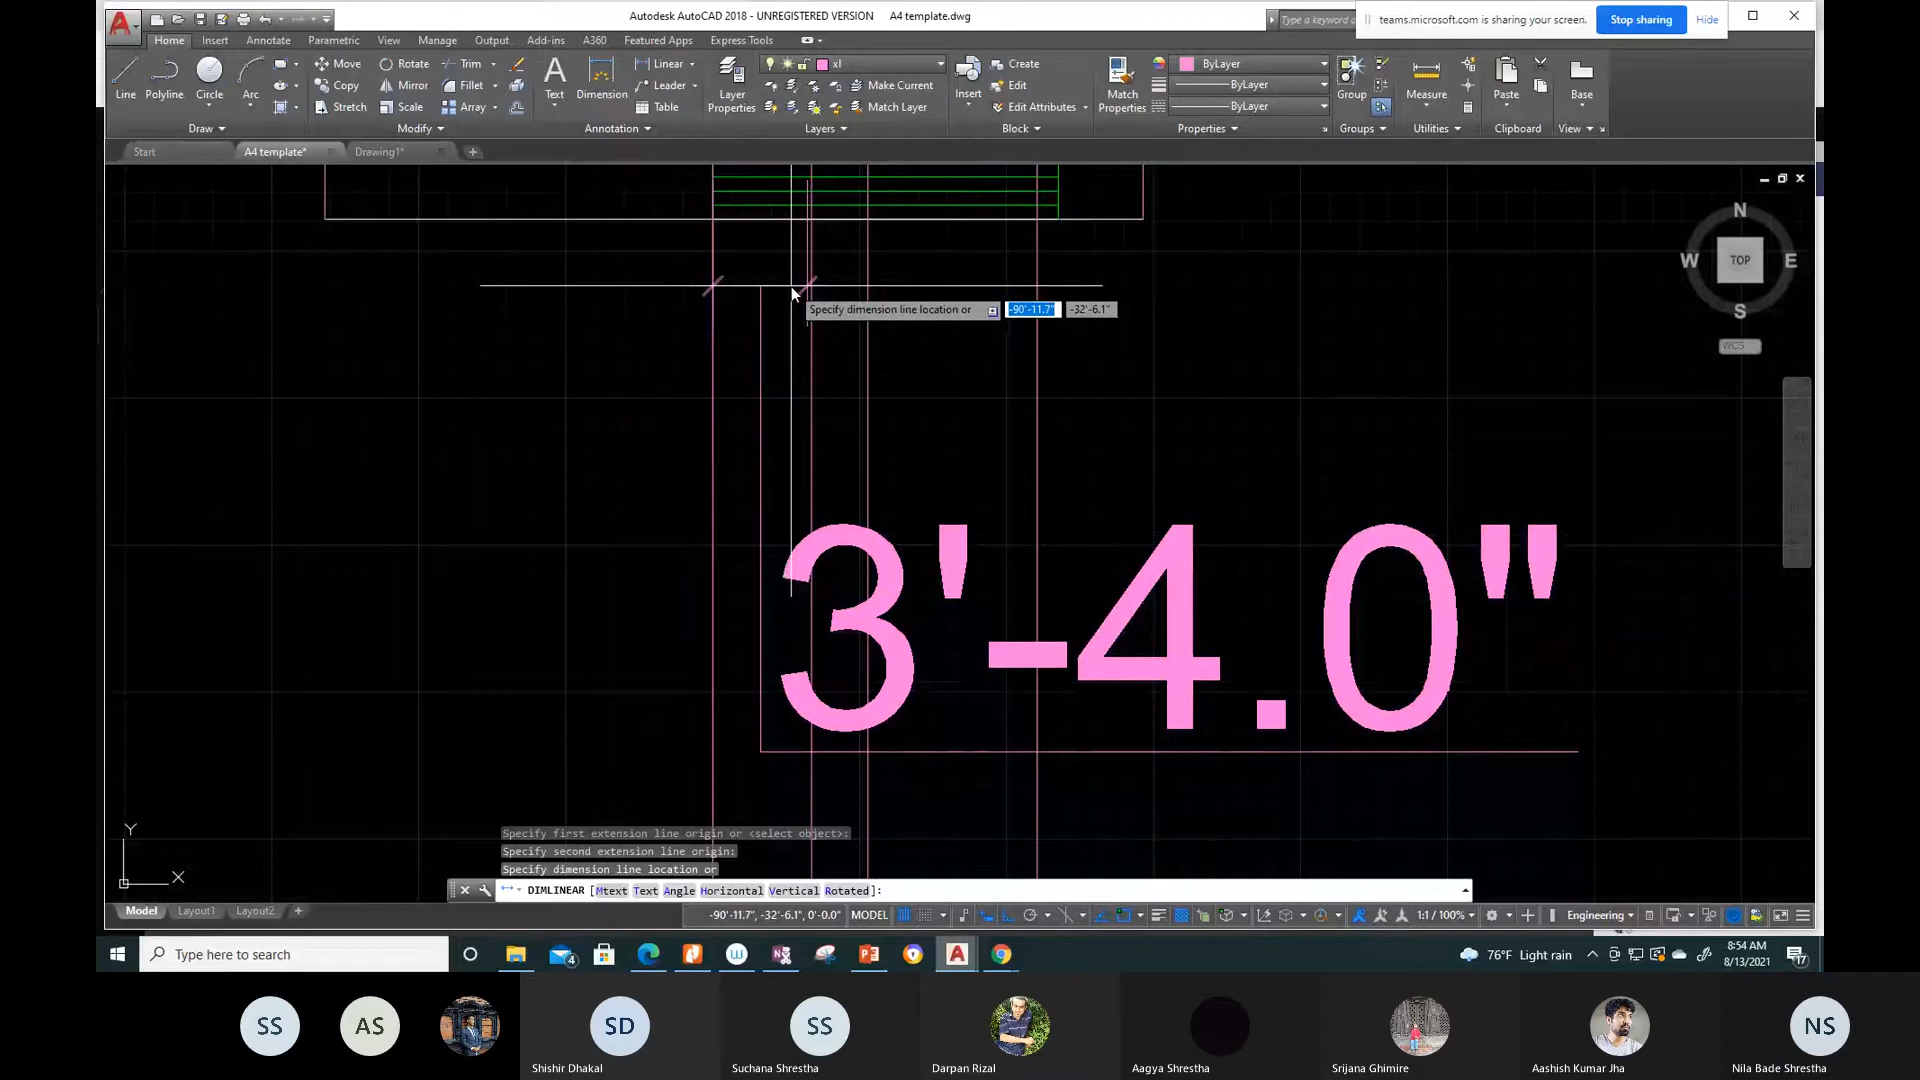 Autodesk AutoCAD 2018 - UNREGISTERED VERSION A4 template.dwg
Type a keyword o
teams.microsoft.com is sharing your screen.
Stop sharing
Hide
Home Insert Annotate Parametric View Manage Output Add-ins A360 Featured Apps Express Tools
Line Polyline Circle Arc
Move Rotate Trim
Copy Mirror Fillet
Stretch Scale Array
Text Dimension
Linear
Leader
Table
Layer Properties
xl
Make Current
Match Layer
Insert
Create
Edit
Edit Attributes
Match Properties
ByLayer
ByLayer
ByLayer
Group
Measure
Paste
Base
Draw Modify Annotation Layers Block Properties Groups Utilities Clipboard View
Start A4 template* Drawing1*
N
W TOP E
S
WCS
Specify dimension line location or -90'-11.7" -32'-6.1"
3'-4.0"
Y
X
Specify first extension line origin or <select object>:
Specify second extension line origin:
Specify dimension line location or
DIMLINEAR [Mtext Text Angle Horizontal Vertical Rotated]:
Model Layout1 Layout2
-90'-11.7", -32'-6.1", 0'-0.0" MODEL 1:1 / 100% Engineering
Type here to search
4
76°F Light rain
8:54 AM
8/13/2021
17
SS AS SD SS NS
Shishir Dhakal Suchana Shrestha Darpan Rizal Aagya Shrestha Srijana Ghimire Aashish Kumar Jha Nila Bade Shrestha